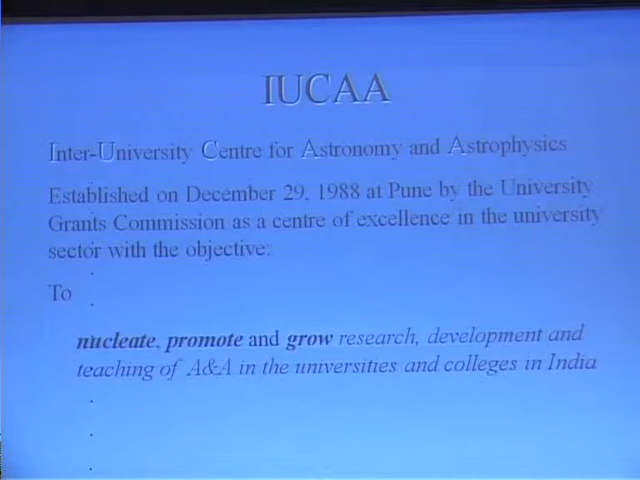 IUCAA
Inter-University Centre for Astronomy and Astrophysics
Established on December 29, 1988 at Pune by the University
Grants Commission as a centre of excellence in the university
sector with the objective:
To
nucleate, promote and grow research, development and
teaching of A&A in the universities and colleges in India